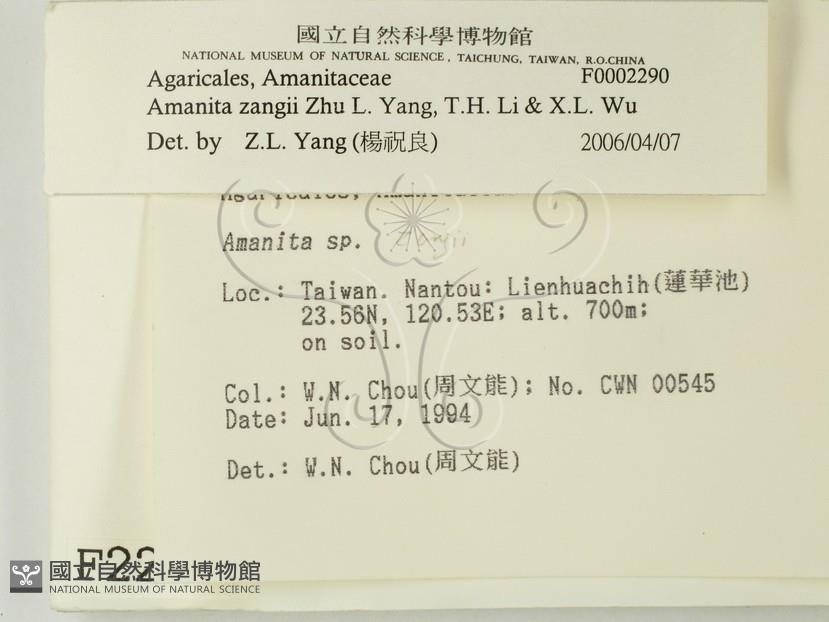 國立自然科學博物館
NATIONAL MUSEUM OF NATURAL SCIENCE, TAICHUNG, TAIWAN, R.O.CHINA
Agaricales, Amanitaceae F0002290
Amanita zangii Zhu L. Yang, T.H. Li & X.L. Wu
Det. by Z.L. Yang (楊祝良) 2006/04/07
Agaricales,
Amanita sp.
Loc.: Taiwan. Nantou: Lienhuachih(蓮華池)
23.56N, 120.53E; alt. 700m;
on soil.
Col.: W.N. Chou(周文能); No. CWN 00545
Date: Jun. 17, 1994
Det.: W.N. Chou(周文能)
F22
國立自然科學博物館
NATIONAL MUSEUM OF NATURAL SCIENCE